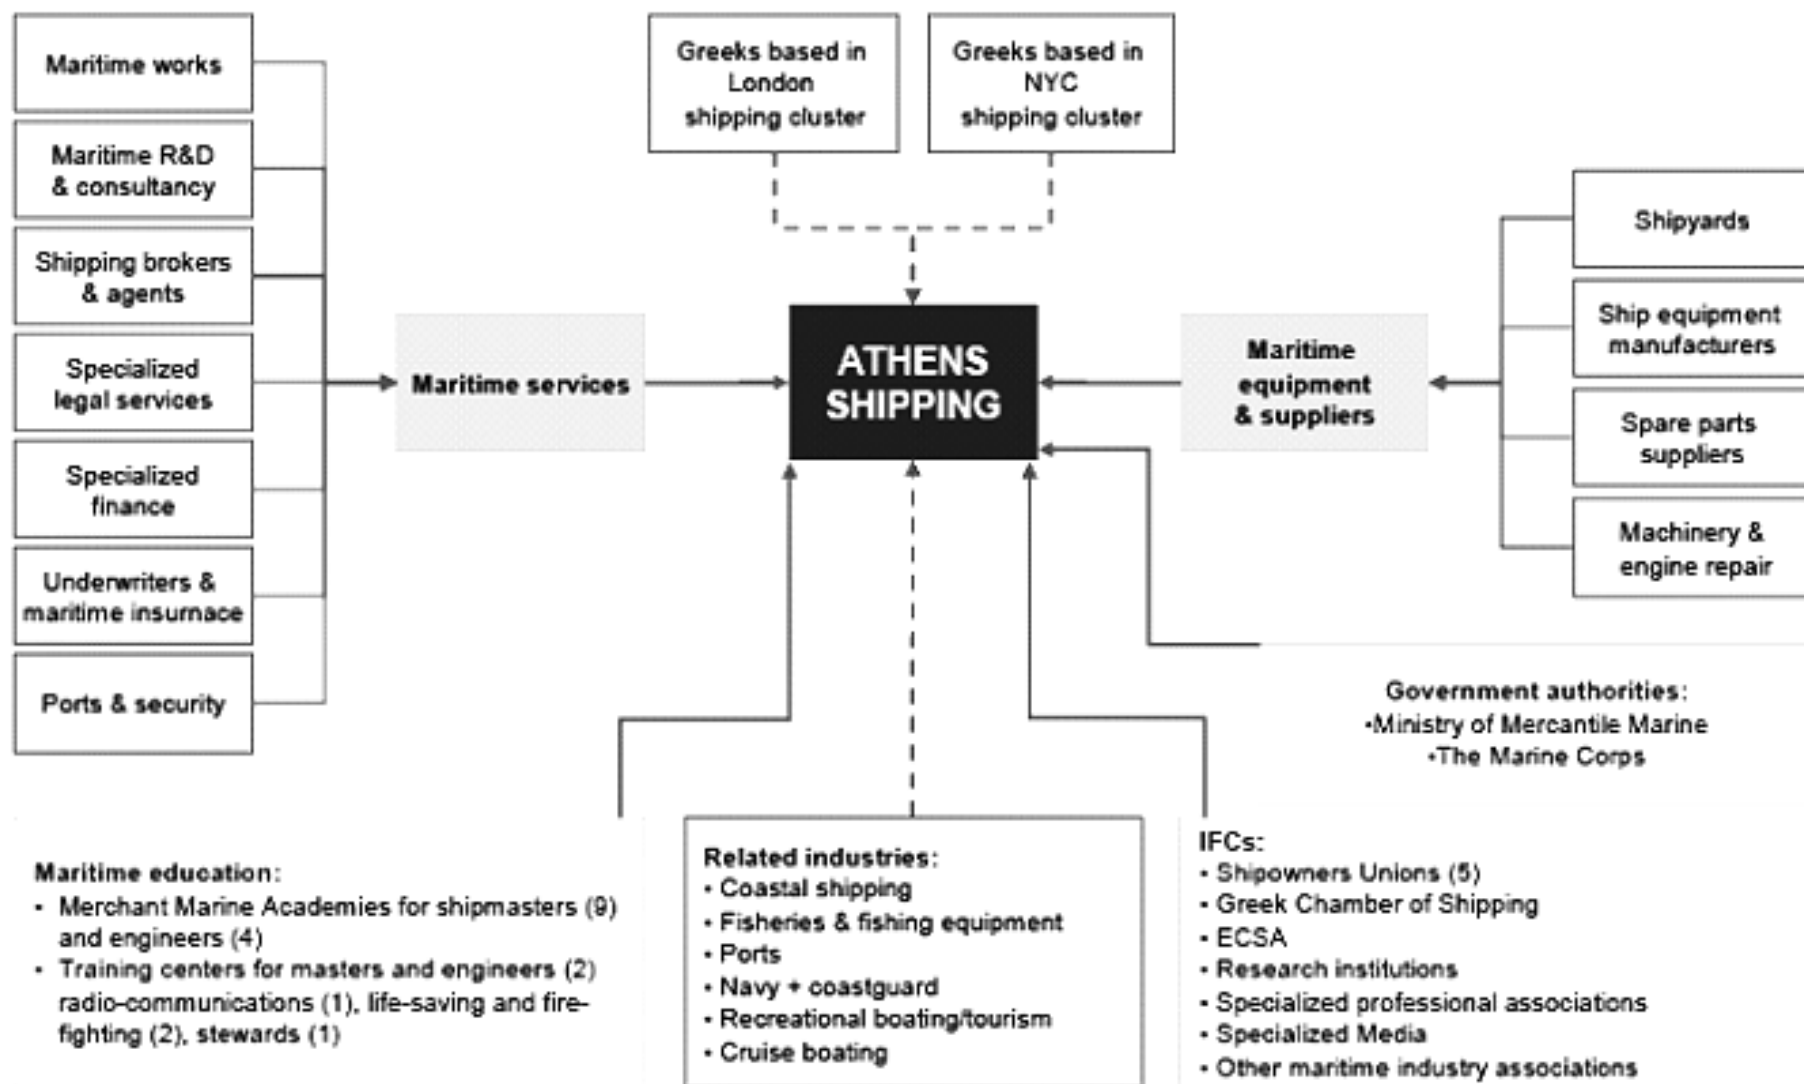 Maritime works
Maritime R&D
& consultancy
Shipping brokers
& agents
Specialized
legal services
Specialized
finance
Underwriters &
maritime insurnace
Ports & security
Maritime services
Greeks based in
London
shipping cluster
Greeks based in
NYC
shipping cluster
ATHENS
SHIPPING
Maritime
equipment
& suppliers
Shipyards
Ship equipment
manufacturers
Spare parts
suppliers
Machinery &
engine repair
Government authorities:
•Ministry of Mercantile Marine
•The Marine Corps
Maritime education:
• Merchant Marine Academies for shipmasters (9)
and engineers (4)
• Training centers for masters and engineers (2)
radio-communications (1), life-saving and fire-
fighting (2), stewards (1)
Related industries:
• Coastal shipping
• Fisheries & fishing equipment
• Ports
• Navy + coastguard
• Recreational boating/tourism
• Cruise boating
IFCs:
• Shipowners Unions (5)
• Greek Chamber of Shipping
• ECSA
• Research institutions
• Specialized professional associations
• Specialized Media
• Other maritime industry associations